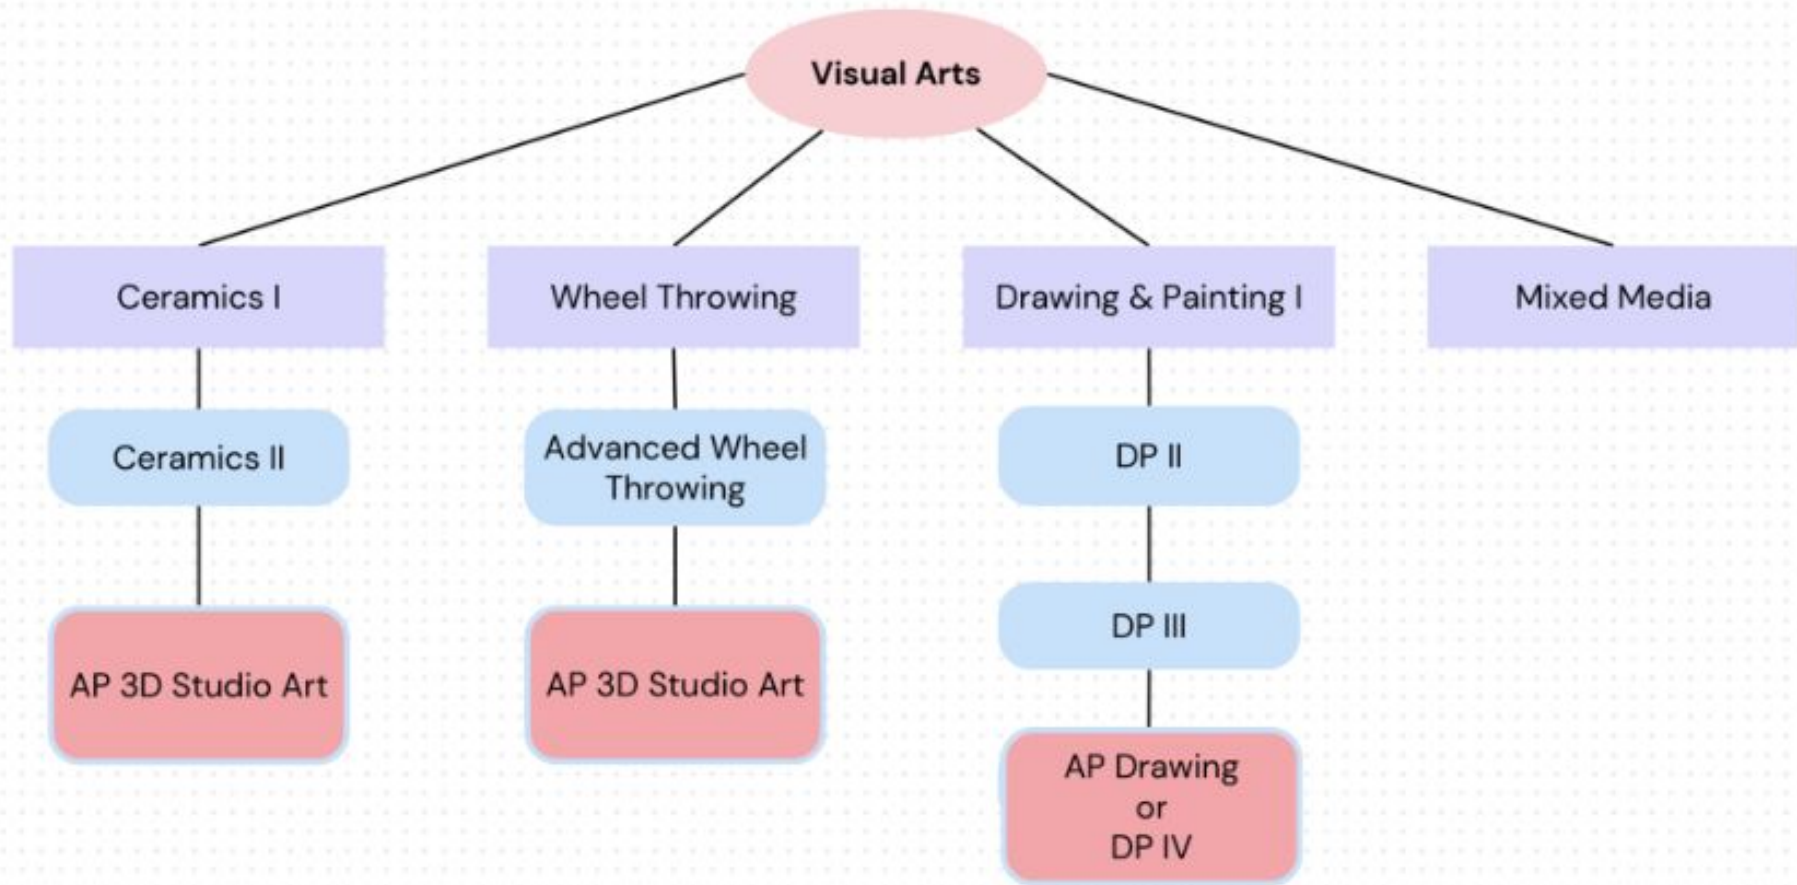 Visual Arts
Ceramics I
Wheel Throwing
Drawing & Painting I
Mixed Media
Ceramics II
Advanced Wheel
Throwing
DP II
DP III
AP 3D Studio Art
AP 3D Studio Art
AP Drawing
or
DP IV